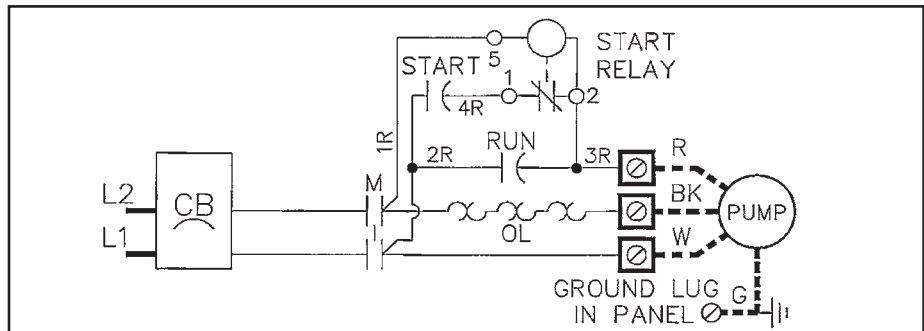 START
RELAY
5
START
1
2
4R
1R
RUN
2R
3R
R
M
L2
CB
BK
PUMP
OL
L1
W
GROUND LUG
IN PANEL
G